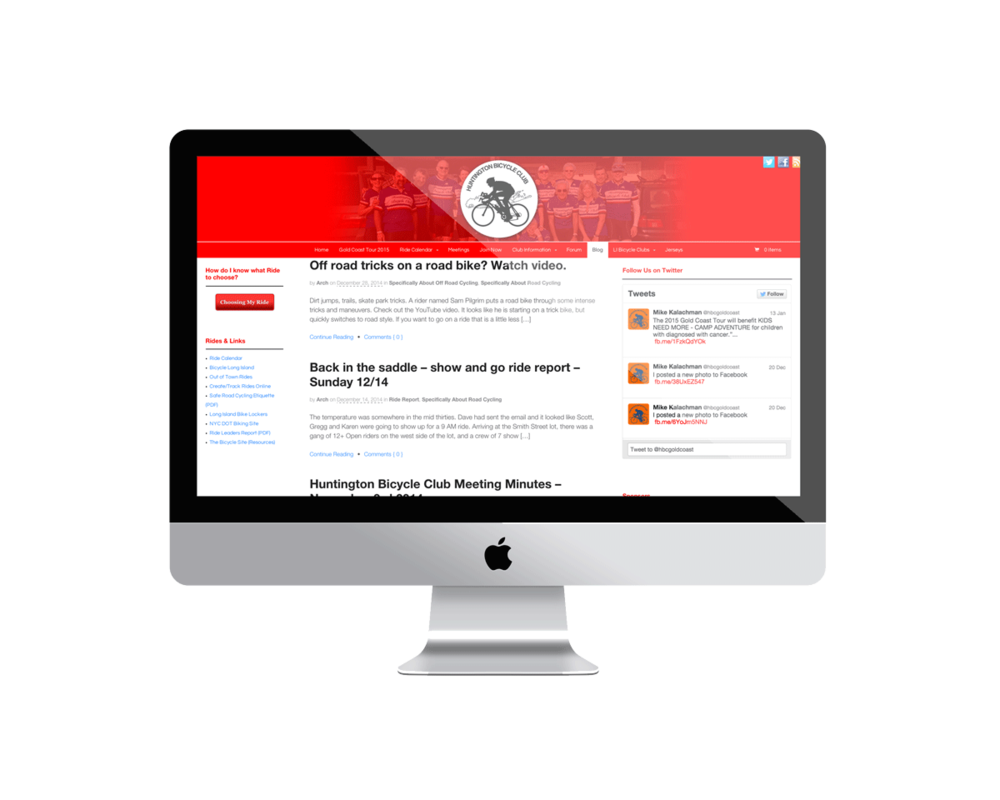 HUNTINGTON BICYCLE CLUB
Home Gold Coast Tour 2015 Ride Calendar Meetings Join Now Club Information Forum Blog LI Bicycle Clubs Jerseys 0 items
How do I know what Ride
to choose?
Choosing My Ride
Rides & Links
Ride Calendar
Bicycle Long Island
Out of Town Rides
Create/Track Rides Online
Safe Road Cycling Etiquette
(PDF)
Long Island Bike Lockers
NYC DOT Biking Site
Ride Leaders Report (PDF)
The Bicycle Site (Resources)
Off road tricks on a road bike? Watch video.
by Arch on December 26, 2014 in Specifically About Off Road Cycling, Specifically About Road Cycling
Dirt jumps, trails, skate park tricks. A rider named Sam Pilgrim puts a road bike through some intense
tricks and maneuvers. Check out the YouTube video. It looks like he is starting on a trick bike, but
quickly switches to road style. If you want to go on a ride that is a little less [...]
Continue Reading • Comments { 0 }
Back in the saddle – show and go ride report –
Sunday 12/14
by Arch on December 14, 2014 in Ride Report, Specifically About Road Cycling
The temperature was somewhere in the mid thirties. Dave had sent the email and it looked like Scott,
Gregg and Karen were going to show up for a 9 AM ride. Arriving at the Smith Street lot, there was a
gang of 12+ Open riders on the west side of the lot, and a crew of 7 show [...]
Continue Reading • Comments { 0 }
Huntington Bicycle Club Meeting Minutes –
Follow Us on Twitter
Tweets Follow
Mike Kalachman @hbcgoldcoast 13 Jan
The 2015 Gold Coast Tour will benefit KIDS
NEED MORE - CAMP ADVENTURE for children
with diagnosed with cancer."...
fb.me/1FzkQdYOk
Mike Kalachman @hbcgoldcoast 20 Dec
I posted a new photo to Facebook
fb.me/38UxEZS47
Mike Kalachman @hbcgoldcoast 20 Dec
I posted a new photo to Facebook
fb.me/6YoJm5NNJ
Tweet to @hbcgoldcoast